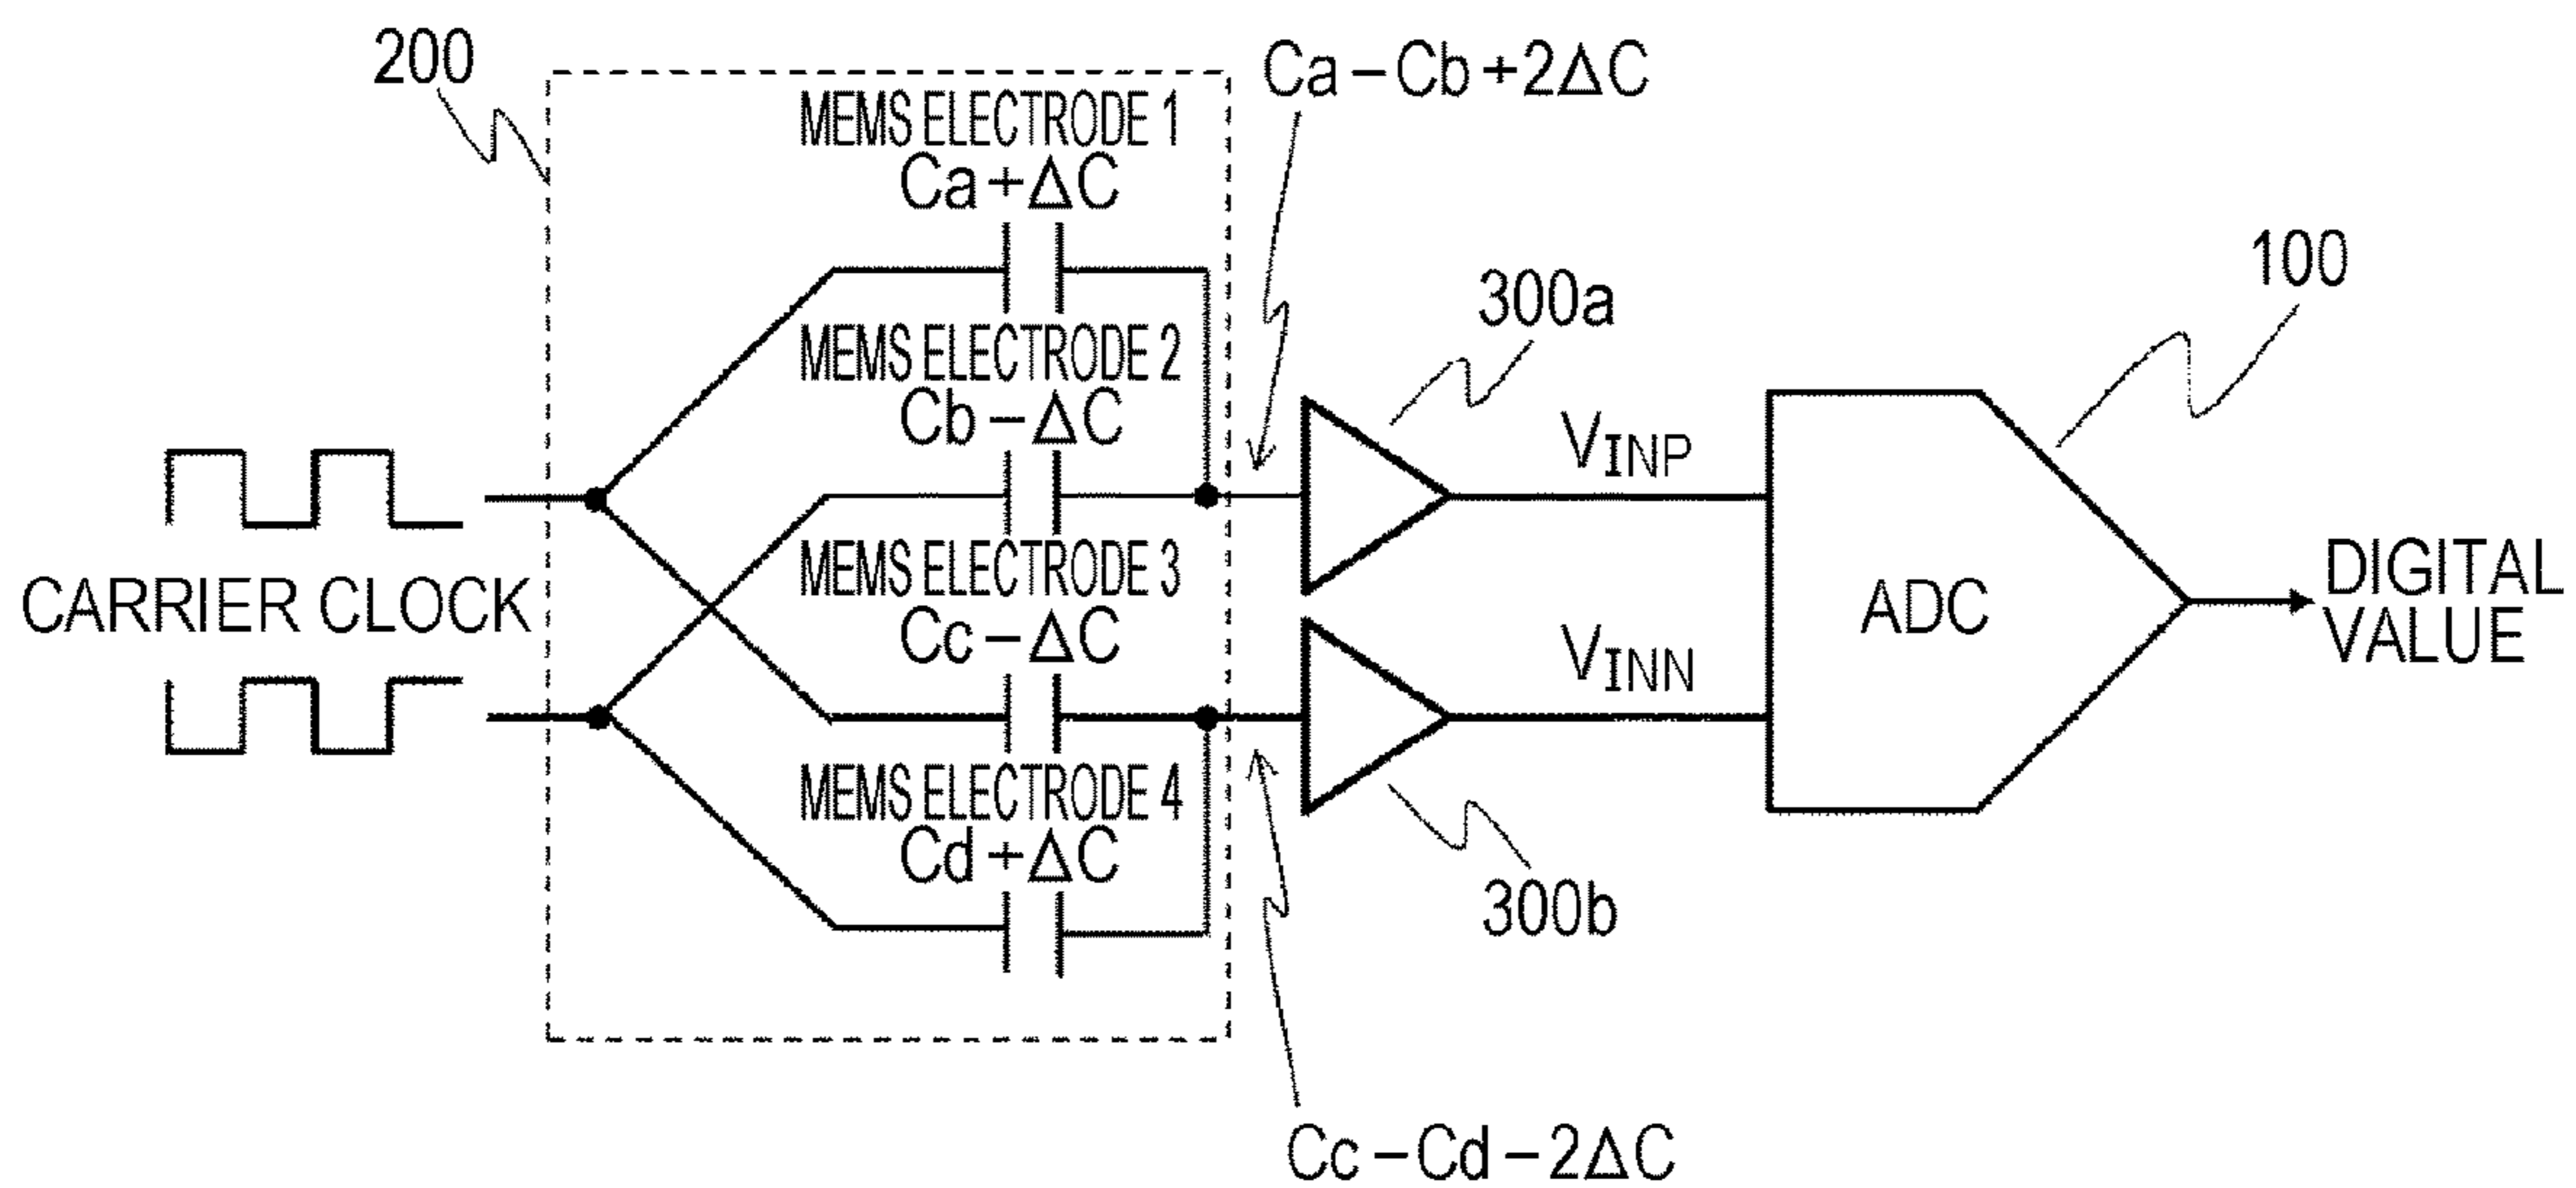 200
Ca−Cb+2ΔC
MEMS ELECTRODE 1
Ca+ΔC
100
300a
MEMS ELECTRODE 2
Cb−ΔC
VINP
CARRIER CLOCK
MEMS ELECTRODE 3
Cc−ΔC
ADC
DIGITAL
VALUE
VINN
MEMS ELECTRODE 4
Cd+ΔC
300b
Cc−Cd−2ΔC